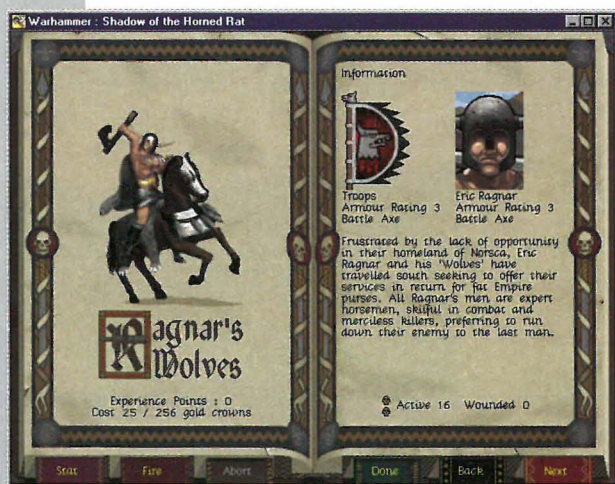 Warhammer : Shadow of the Horned Rat
Ragnar's
Wolves
Experience Points : 0
Cost 25 / 256 gold crowns
Information
Troops
Armour Rating 3
Battle Axe
Eric Ragnar
Armour Rating 3
Battle Axe
Frustrated by the lack of opportunity
in their homeland of Norsca, Eric
Ragnar and his 'Wolves' have
travelled south seeking to offer their
services in return for fat Empire
purses. All Ragnar's men are expert
horsemen, skilful in combat and
merciless killers, preferring to run
down their enemy to the last man.
Active 16 Wounded 0
Stat Fire Abort Done Back Next